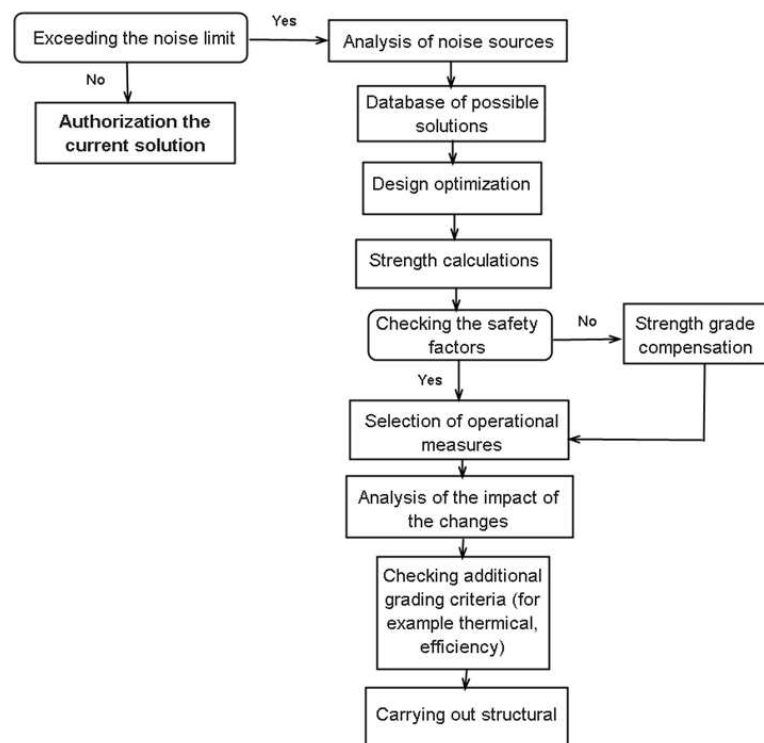 Exceeding the noise limit
Yes
Analysis of noise sources
No
Authorization the
current solution
Database of possible
solutions
Design optimization
Strength calculations
Checking the safety
factors
No
Strength grade
compensation
Yes
Selection of operational
measures
Analysis of the impact of
the changes
Checking additional
grading criteria (for
example thermical,
efficiency)
Carrying out structural